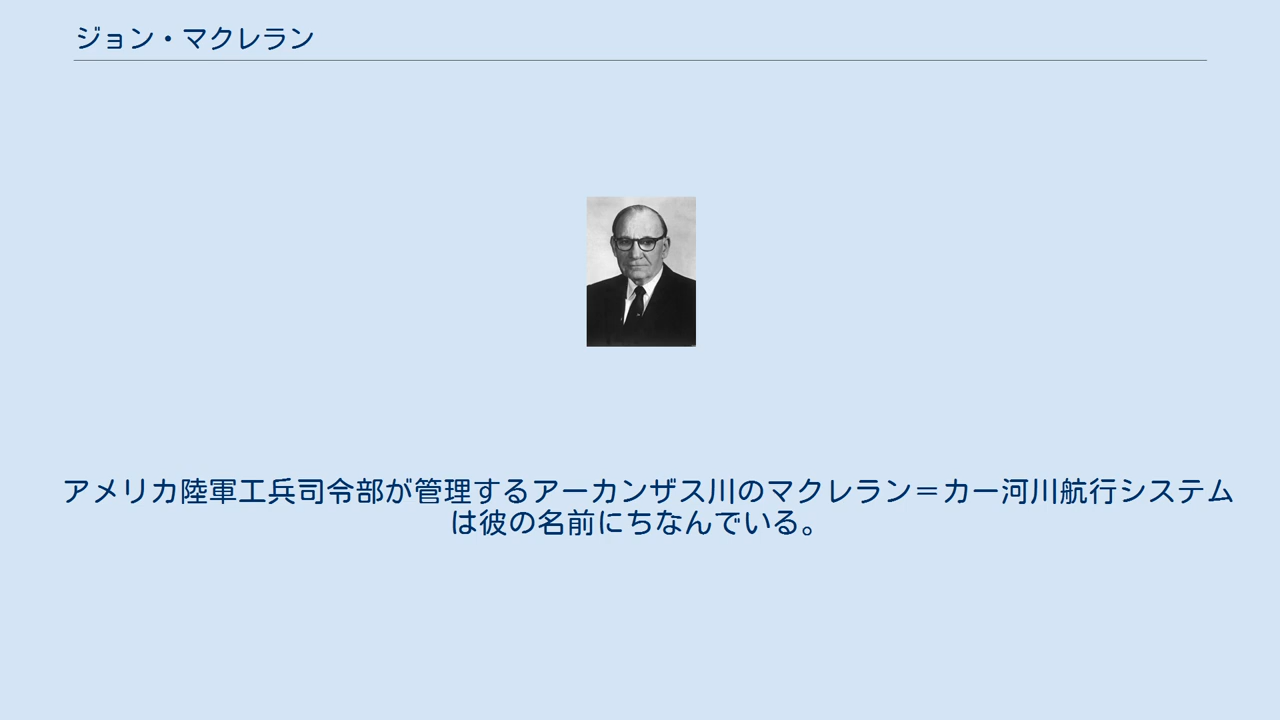 ジョン・マクレラン
アメリカ陸軍工兵司令部が管理するアーカンザス川のマクレラン＝カー河川航行システム
は彼の名前にちなんでいる。